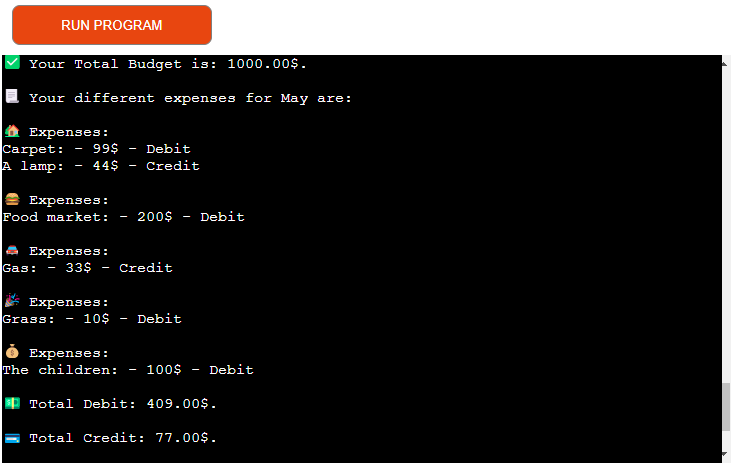 RUN PROGRAM
✅ Your Total Budget is: 1000.00$.
📃 Your different expenses for May are:
🏠 Expenses:
Carpet: - 99$ - Debit
A lamp: - 44$ - Credit
🍔 Expenses:
Food market: - 200$ - Debit
🚗 Expenses:
Gas: - 33$ - Credit
🎉 Expenses:
Grass: - 10$ - Debit
💰 Expenses:
The children: - 100$ - Debit
💵 Total Debit: 409.00$.
💳 Total Credit: 77.00$.